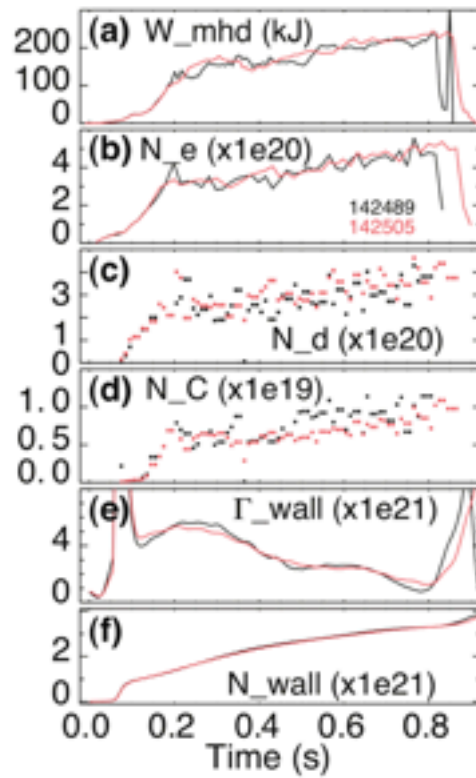 (a) W_mhd (kJ)
200
100
0
(b) N_e (x1e20)
4
2
0
142489
142505
(c)
3
2
1
0
N_d (x1e20)
(d) N_C (x1e19)
1.0
0.5
0.0
(e) Γ_wall (x1e21)
4
2
0
(f)
2
0
N_wall (x1e21)
0.0 0.2 0.4 0.6 0.8
Time (s)